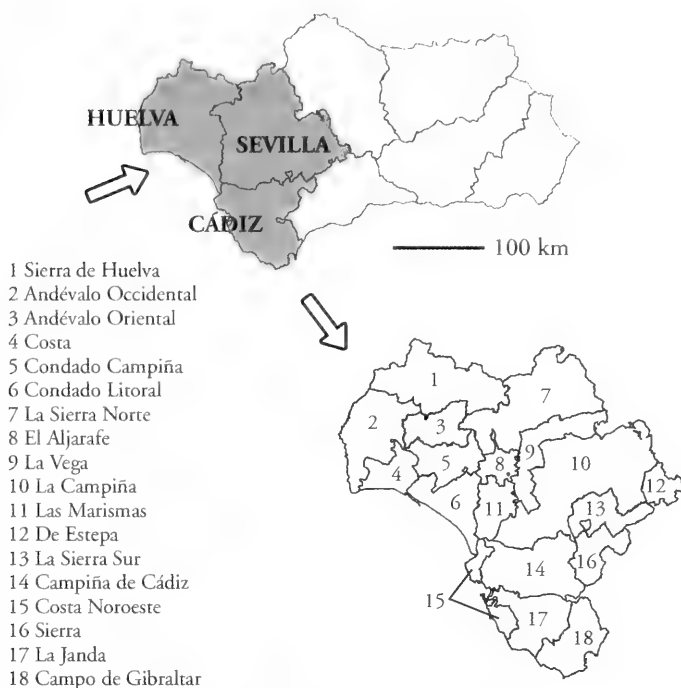 HUELVA
SEVILLA
CÁDIZ
100 km
1 Sierra de Huelva
2 Andévalo Occidental
3 Andévalo Oriental
4 Costa
5 Condado Campiña
6 Condado Litoral
7 La Sierra Norte
8 El Aljarafe
9 La Vega
10 La Campiña
11 Las Marismas
12 De Estepa
13 La Sierra Sur
14 Campiña de Cádiz
15 Costa Noroeste
16 Sierra
17 La Janda
18 Campo de Gibraltar
1
7
2
3
9
8
10
5
4
12
6
11
13
14
16
15
17
18